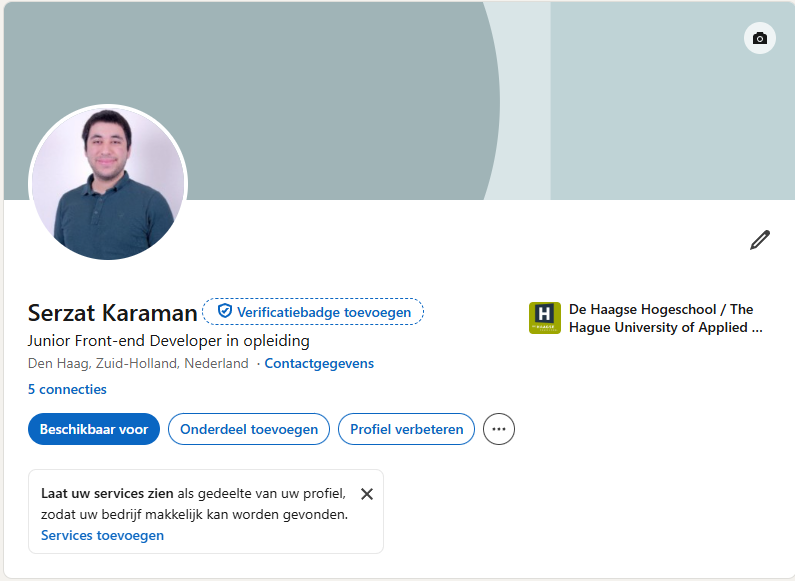 Serzat Karaman
Verificatiebadge toevoegen
Junior Front-end Developer in opleiding
Den Haag, Zuid-Holland, Nederland · Contactgegevens
5 connecties
De Haagse Hogeschool / The
Hague University of Applied ...
Beschikbaar voor
Onderdeel toevoegen
Profiel verbeteren
Laat uw services zien als gedeelte van uw profiel,
zodat uw bedrijf makkelijk kan worden gevonden.
Services toevoegen